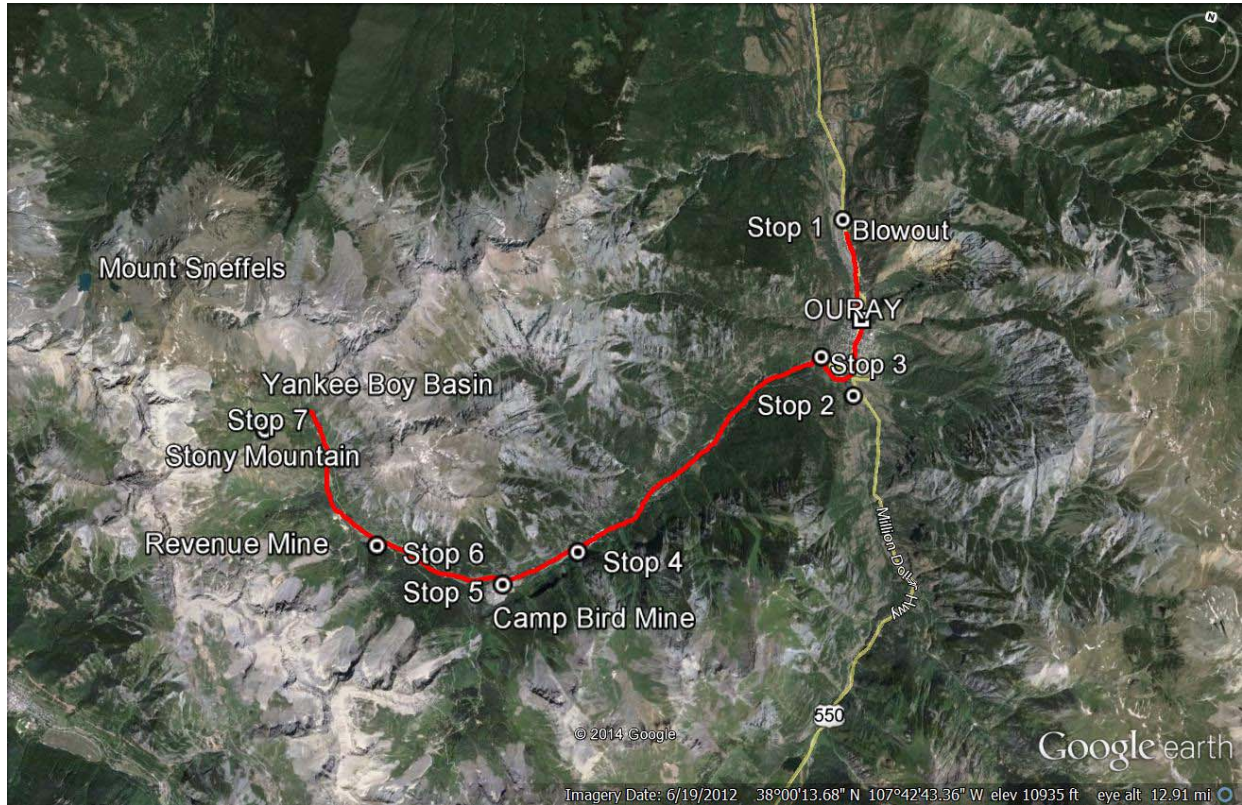 N
Stop 1
Blowout
Mount Sneffels
OURAY
Stop 3
Yankee Boy Basin
Stop 2
Stop 7
Stony Mountain
Million Dollar Hwy
Revenue Mine
Stop 6
Stop 4
Stop 5
Camp Bird Mine
550
© 2014 Google
Google earth
Imagery Date: 6/19/2012 38°00'13.68" N 107°42'43.36" W elev 10935 ft eye alt 12.91 mi